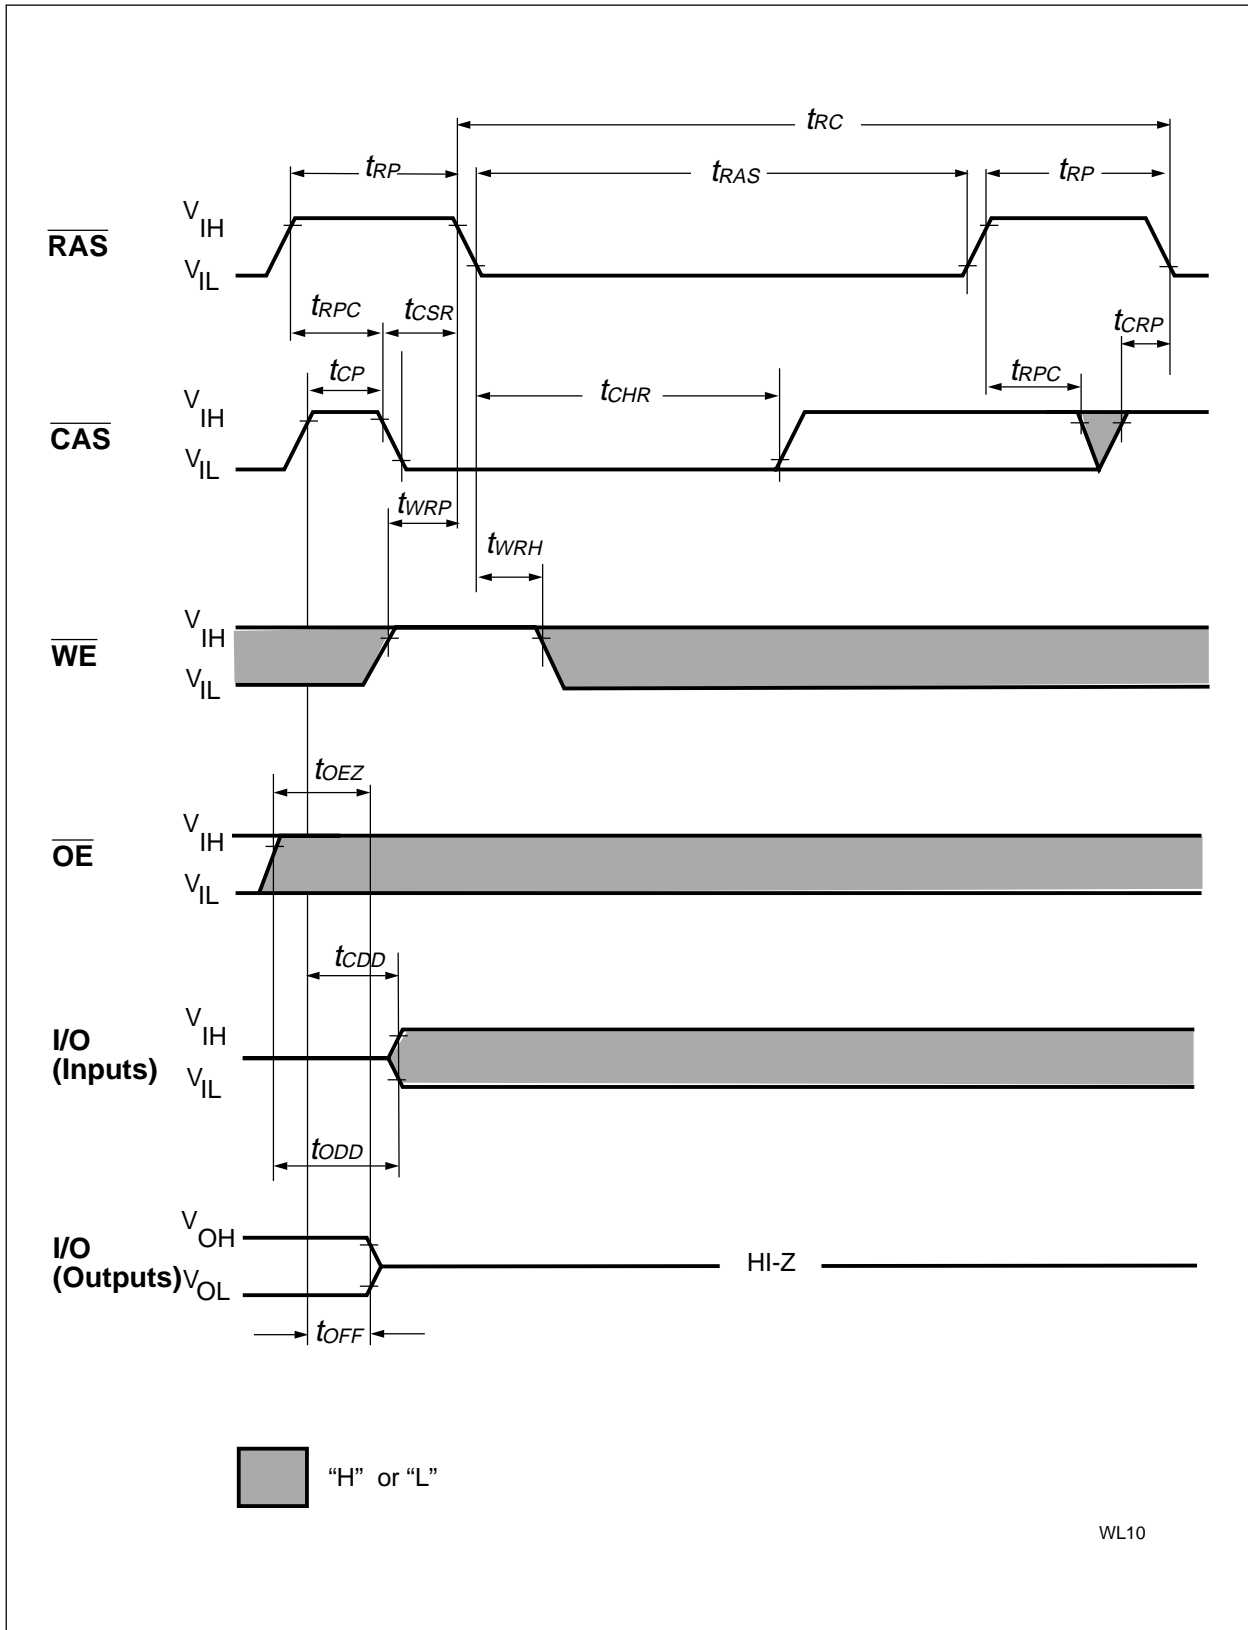 tRC
tRP
tRAS
tRP
RAS
VIH
VIL
tRPC
tCSR
tCRP
tCP
tCHR
tRPC
CAS
VIH
VIL
tWRP
tWRH
WE
VIH
VIL
tOEZ
OE
VIH
VIL
tCDD
I/O
(Inputs)
VIH
VIL
tODD
I/O
(Outputs)
VOH
VOL
HI-Z
tOFF
“H” or “L”
WL10